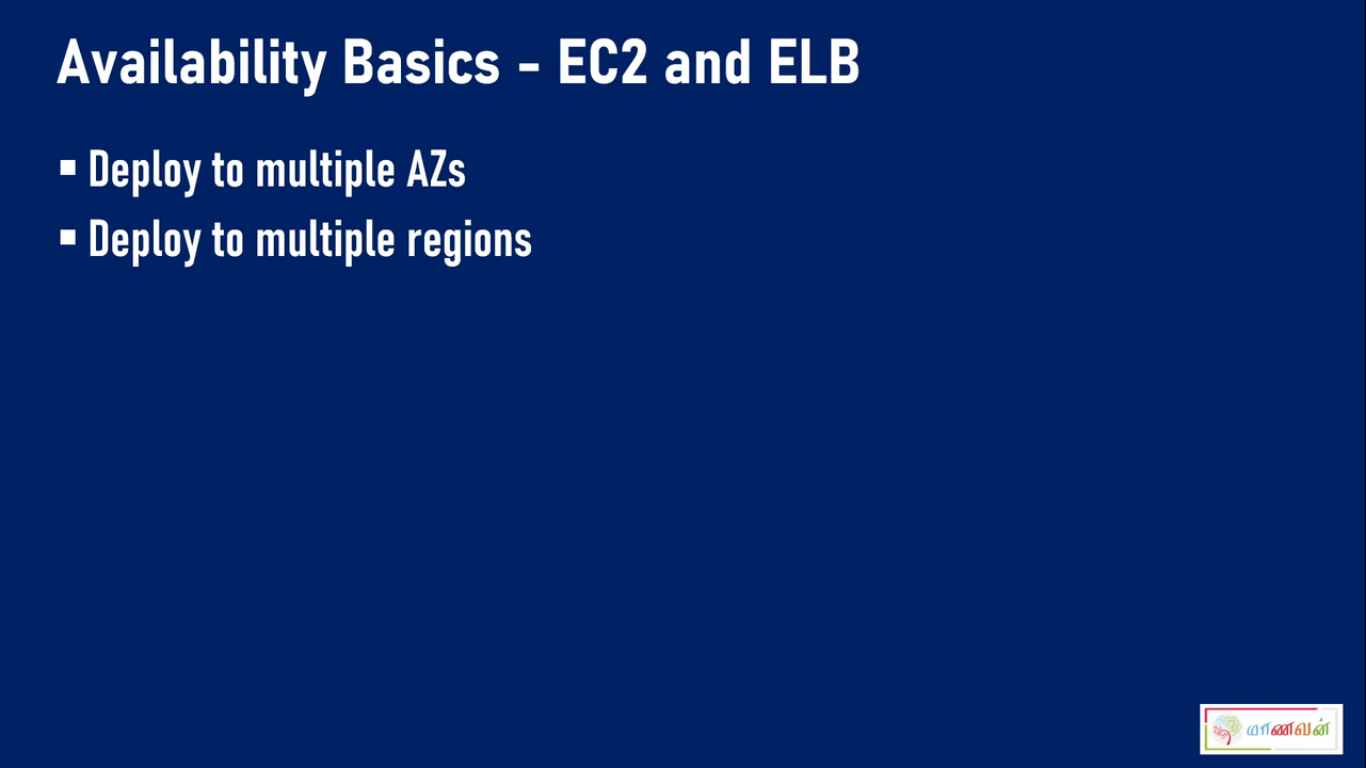 Availability Basics - EC2 and ELB
▪ Deploy to multiple AZs
▪ Deploy to multiple regions
மாணவன்